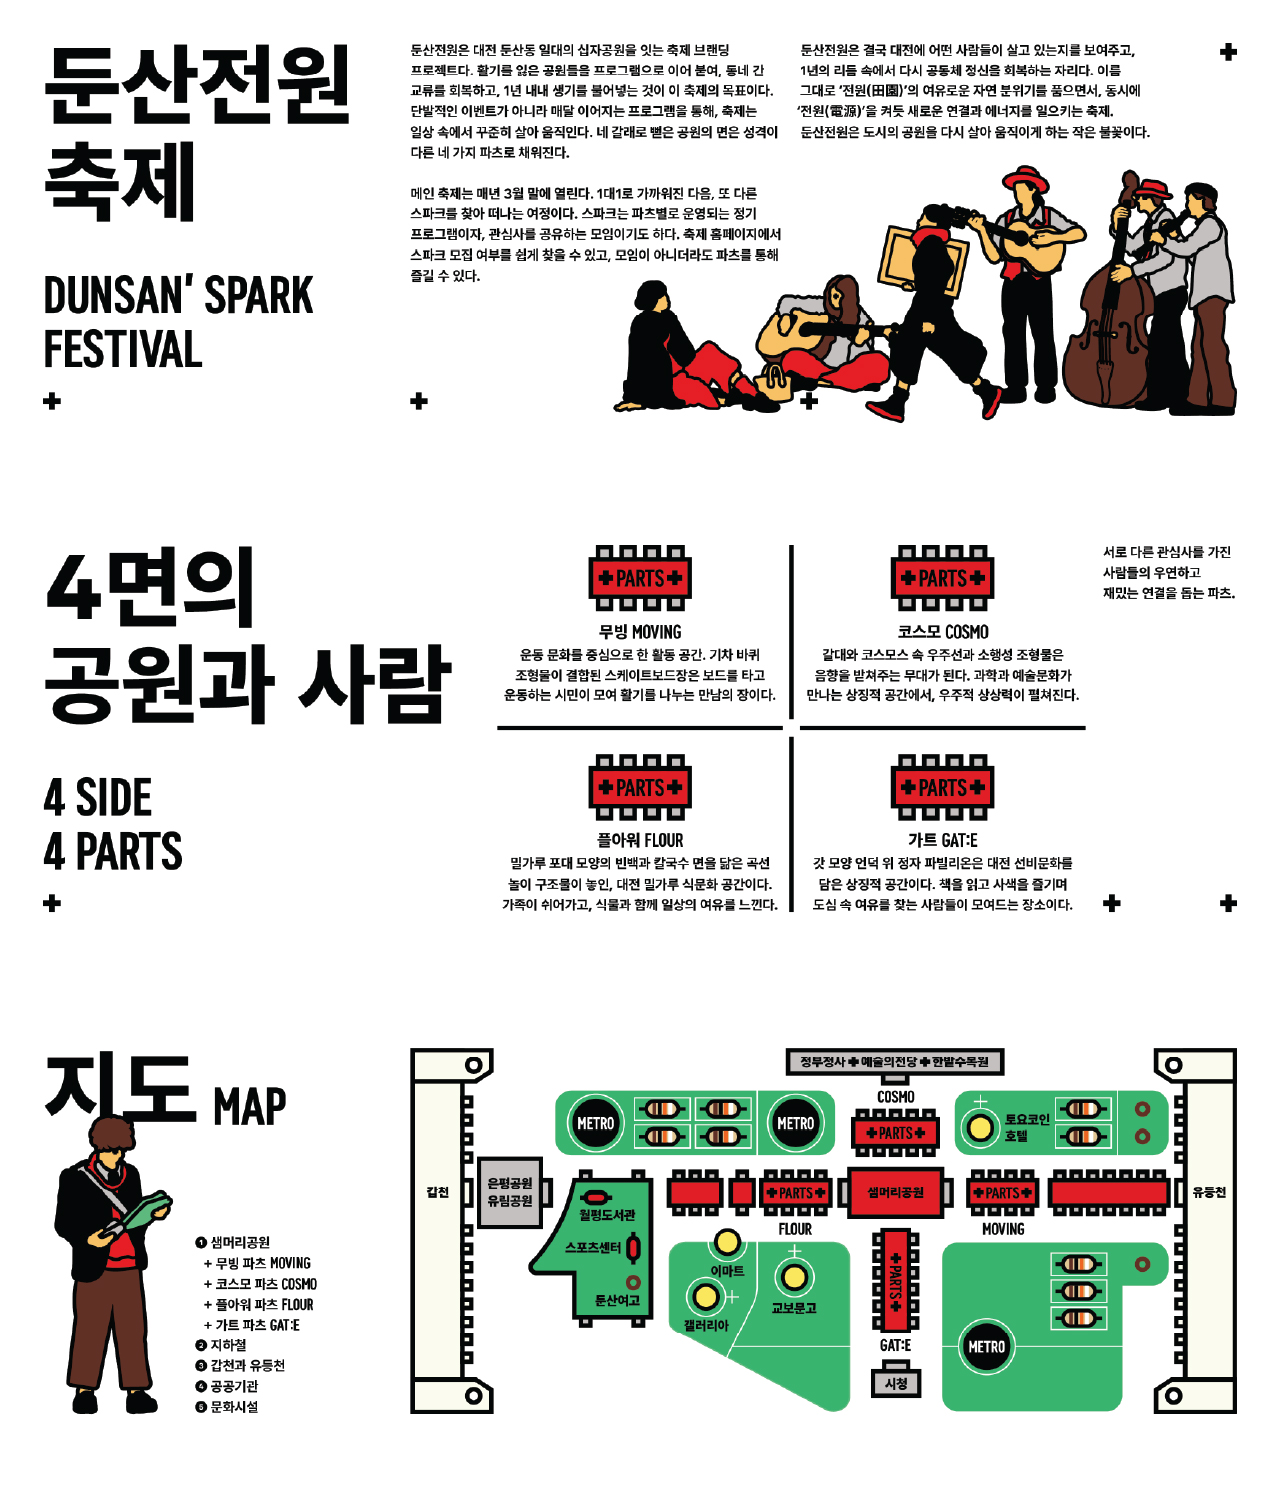 둔산전원
축제
DUNSAN' SPARK
FESTIVAL
둔산전원은 대전 둔산동 일대의 십자공원을 잇는 축제 브랜딩
프로젝트다. 활기를 잃은 공원들을 프로그램으로 이어 붙여, 동네 간
교류를 회복하고, 1년 내내 생기를 불어넣는 것이 이 축제의 목표이다.
단발적인 이벤트가 아니라 매달 이어지는 프로그램을 통해, 축제는
일상 속에서 꾸준히 살아 움직인다. 네 갈래로 뻗은 공원의 면은 성격이
다른 네 가지 파츠로 채워진다.
메인 축제는 매년 3월 말에 열린다. 1대1로 가까워진 다음, 또 다른
스파크를 찾아 떠나는 여정이다. 스파크는 파츠별로 운영되는 정기
프로그램이자, 관심사를 공유하는 모임이기도 하다. 축제 홈페이지에서
스파크 모집 여부를 쉽게 찾을 수 있고, 모임이 아니더라도 파츠를 통해
즐길 수 있다.
둔산전원은 결국 대전에 어떤 사람들이 살고 있는지를 보여주고,
1년의 리듬 속에서 다시 공동체 정신을 회복하는 자리다. 이름
그대로 '전원(田園)'의 여유로운 자연 분위기를 품으면서, 동시에
'전원(電源)'을 켜듯 새로운 연결과 에너지를 일으키는 축제.
둔산전원은 도시의 공원을 다시 살아 움직이게 하는 작은 불꽃이다.
4면의
공원과 사람
4 SIDE
4 PARTS
+PARTS+
무빙 MOVING
운동 문화를 중심으로 한 활동 공간. 기차 바퀴
조형물이 결합된 스케이트보드장은 보드를 타고
운동하는 시민이 모여 활기를 나누는 만남의 장이다.
+PARTS+
코스모 COSMO
갈대와 코스모스 속 우주선과 소행성 조형물은
음향을 받쳐주는 무대가 된다. 과학과 예술문화가
만나는 상징적 공간에서, 우주적 상상력이 펼쳐진다.
+PARTS+
플아워 FLOUR
밀가루 포대 모양의 빈백과 칼국수 면을 닮은 곡선
놀이 구조물이 놓인, 대전 밀가루 식문화 공간이다.
가족이 쉬어가고, 식물과 함께 일상의 여유를 느낀다.
+PARTS+
가트 GAT:E
갓 모양 언덕 위 정자 파빌리온은 대전 선비문화를
담은 상징적 공간이다. 책을 읽고 사색을 즐기며
도심 속 여유를 찾는 사람들이 모여드는 장소이다.
서로 다른 관심사를 가진
사람들의 우연하고
재밌는 연결을 돕는 파츠.
지도 MAP
❶ 샘머리공원
+ 무빙 파츠 MOVING
+ 코스모 파츠 COSMO
+ 플아워 파츠 FLOUR
+ 가트 파츠 GAT:E
❷ 지하철
❸ 갑천과 유등천
❹ 공공기관
❺ 문화시설
정부청사+예술의전당+한밭수목원
COSMO
METRO
METRO
+PARTS+
토요코인
호텔
갑천
은평공원
유림공원
월평도서관
스포츠센터
둔산여고
+PARTS+
FLOUR
샘머리공원
+PARTS+
MOVING
유등천
이마트
갤러리아
교보문고
+PARTS+
GAT:E
시청
METRO